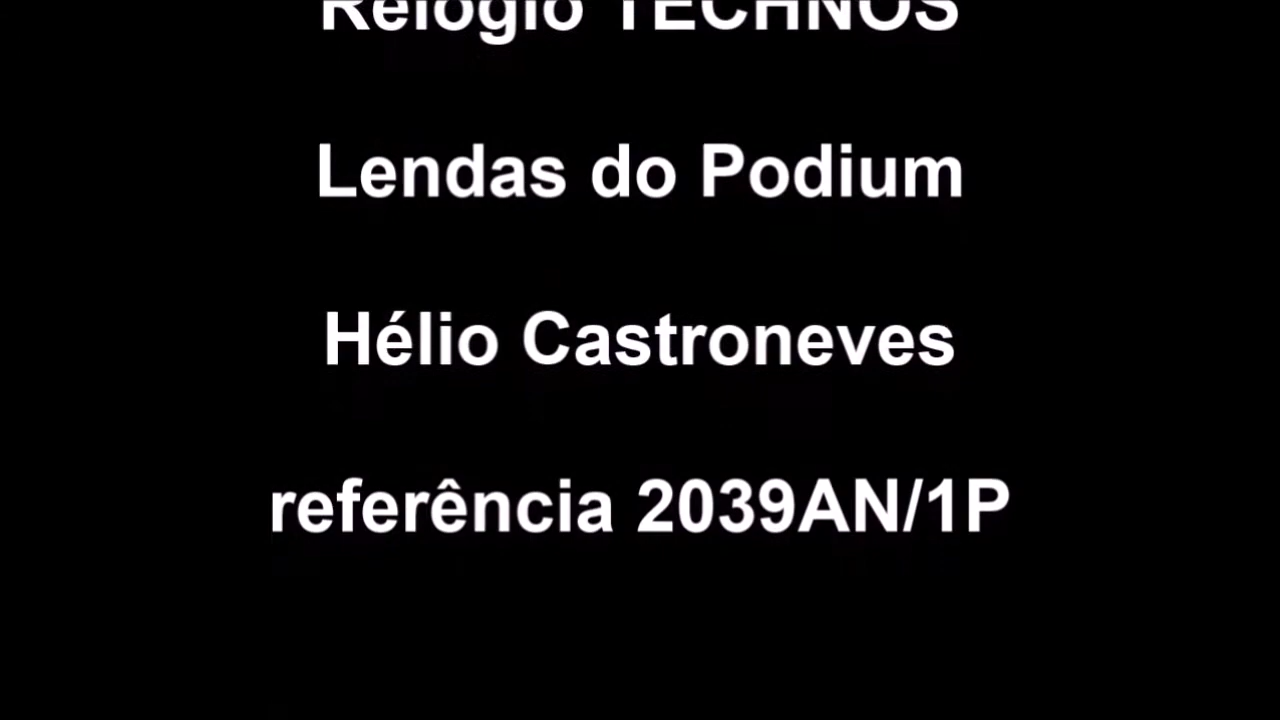 Relógio TECHNOS
Lendas do Podium
Hélio Castroneves
referência 2039AN/1P